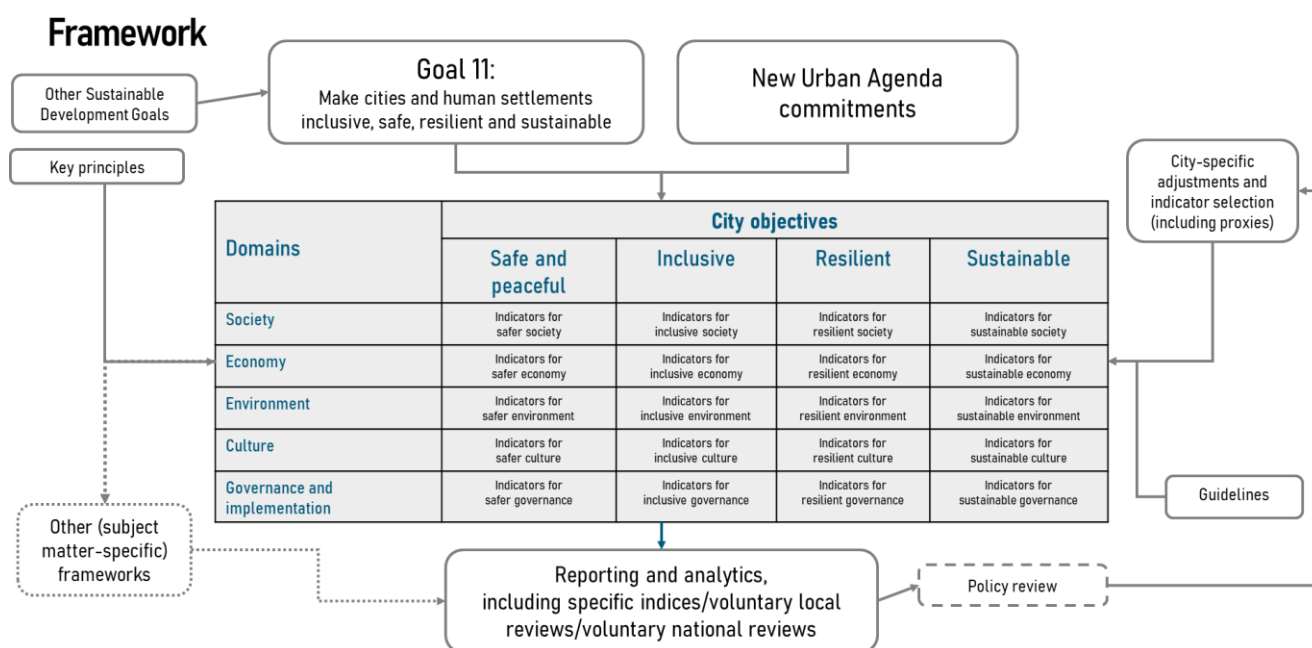 Framework
Other Sustainable
Development Goals
Goal 11:
Make cities and human settlements
inclusive, safe, resilient and sustainable
New Urban Agenda
commitments
Key principles
City-specific
adjustments and
indicator selection
(including proxies)
Domains
City objectives
Safe and
peaceful
Inclusive
Resilient
Sustainable
Society
Indicators for
safer society
Indicators for
inclusive society
Indicators for
resilient society
Indicators for
sustainable society
Economy
Indicators for
safer economy
Indicators for
inclusive economy
Indicators for
resilient economy
Indicators for
sustainable economy
Environment
Indicators for
safer environment
Indicators for
inclusive environment
Indicators for
resilient environment
Indicators for
sustainable environment
Culture
Indicators for
safer culture
Indicators for
inclusive culture
Indicators for
resilient culture
Indicators for
sustainable culture
Governance and
implementation
Indicators for
safer governance
Indicators for
inclusive governance
Indicators for
resilient governance
Indicators for
sustainable governance
Guidelines
Other (subject
matter-specific)
frameworks
Reporting and analytics,
including specific indices/voluntary local
reviews/voluntary national reviews
Policy review